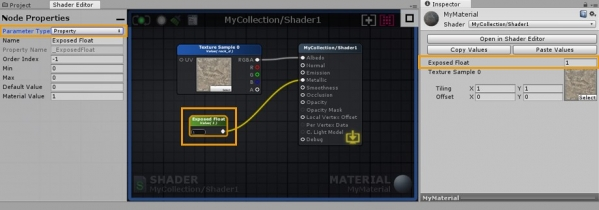 Project
Shader Editor
Node Properties
Parameter Type
Property
Name
Exposed Float
Property Name
_ExposedFloat
Order Index
-1
Min
0
Max
0
Default Value
0
Material Value
1
MyCollection/Shader1
Texture Sample 0
UV
RGBA
R
G
B
A
Exposed Float
MyCollection/Shader1
Albedo
Normal
Emission
Metallic
Smoothness
Occlusion
Opacity
Opacity Mask
Local Vertex Offset
Per Vertex Data
C. Light Model
Debug
SHADER
MyCollection/Shader1
MATERIAL
MyMaterial
Inspector
MyMaterial
Shader
MyCollection/Shader1
Open in Shader Editor
Copy Values
Paste Values
Exposed Float
1
Texture Sample 0
Tiling
X 1
Y 1
Offset
X 0
Y 0
Select
MyMaterial